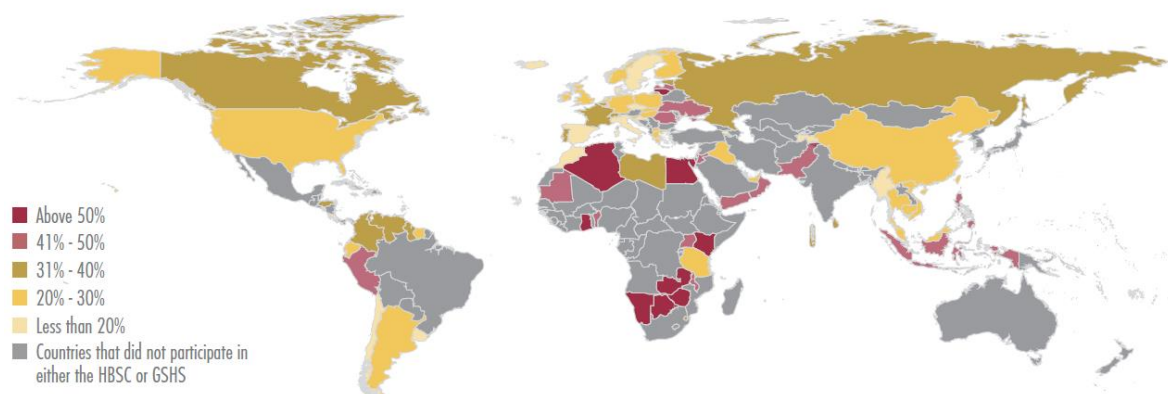 Above 50%
41% - 50%
31% - 40%
20% - 30%
Less than 20%
Countries that did not participate in
either the HBSC or GSHS